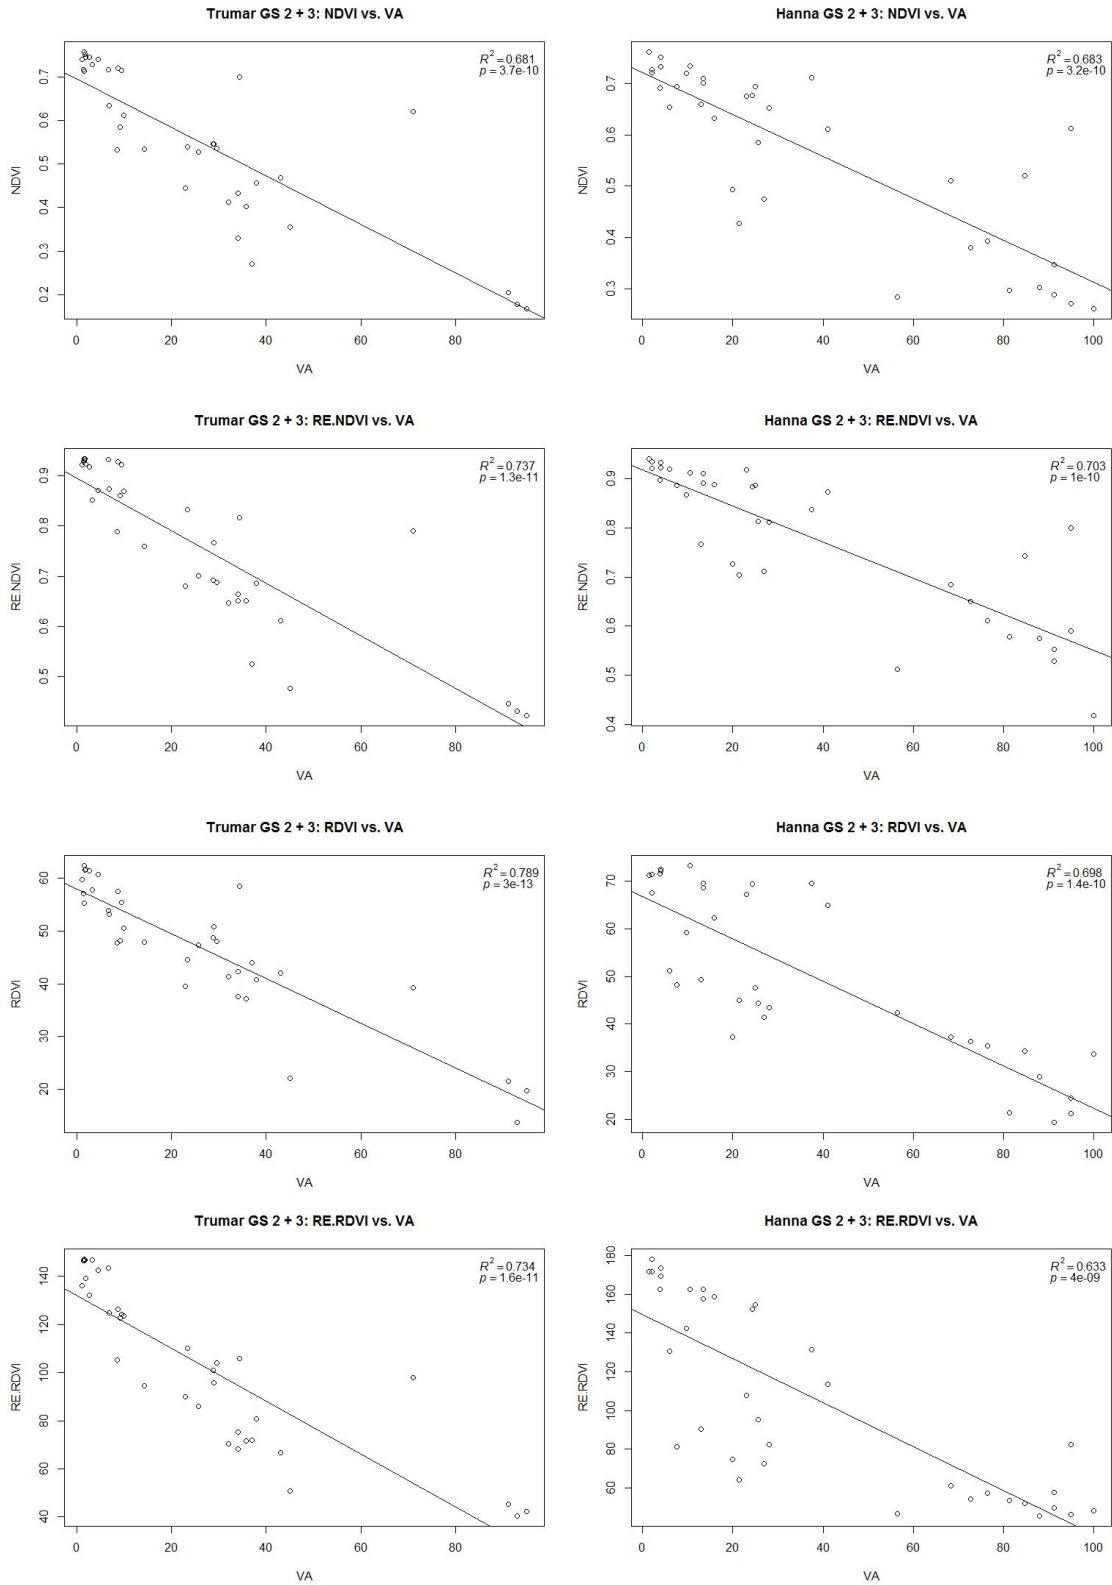 Trumar GS 2 + 3: NDVI vs. VA
R² = 0.681
p = 3.7e-10
0.7
0.6
0.5
0.4
0.3
0.2
NDVI
0 20 40 60 80
VA
Hanna GS 2 + 3: NDVI vs. VA
R² = 0.683
p = 3.2e-10
0.7
0.6
0.5
0.4
0.3
NDVI
0 20 40 60 80 100
VA
Trumar GS 2 + 3: RE.NDVI vs. VA
R² = 0.737
p = 1.3e-11
0.9
0.8
0.7
0.6
0.5
RE.NDVI
0 20 40 60 80
VA
Hanna GS 2 + 3: RE.NDVI vs. VA
R² = 0.703
p = 1e-10
0.9
0.8
0.7
0.6
0.5
0.4
RE.NDVI
0 20 40 60 80 100
VA
Trumar GS 2 + 3: RDVI vs. VA
R² = 0.789
p = 3e-13
60
50
40
30
20
RDVI
0 20 40 60 80
VA
Hanna GS 2 + 3: RDVI vs. VA
R² = 0.698
p = 1.4e-10
70
60
50
40
30
20
RDVI
0 20 40 60 80 100
VA
Trumar GS 2 + 3: RE.RDVI vs. VA
R² = 0.734
p = 1.6e-11
140
120
100
80
60
40
RE.RDVI
0 20 40 60 80
VA
Hanna GS 2 + 3: RE.RDVI vs. VA
R² = 0.633
p = 4e-09
180
160
140
120
100
80
60
RE.RDVI
0 20 40 60 80 100
VA